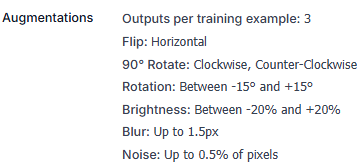 Augmentations Outputs per training example: 3
Flip: Horizontal
90° Rotate: Clockwise, Counter-Clockwise
Rotation: Between -15° and +15°
Brightness: Between -20% and +20%
Blur: Up to 1.5px
Noise: Up to 0.5% of pixels